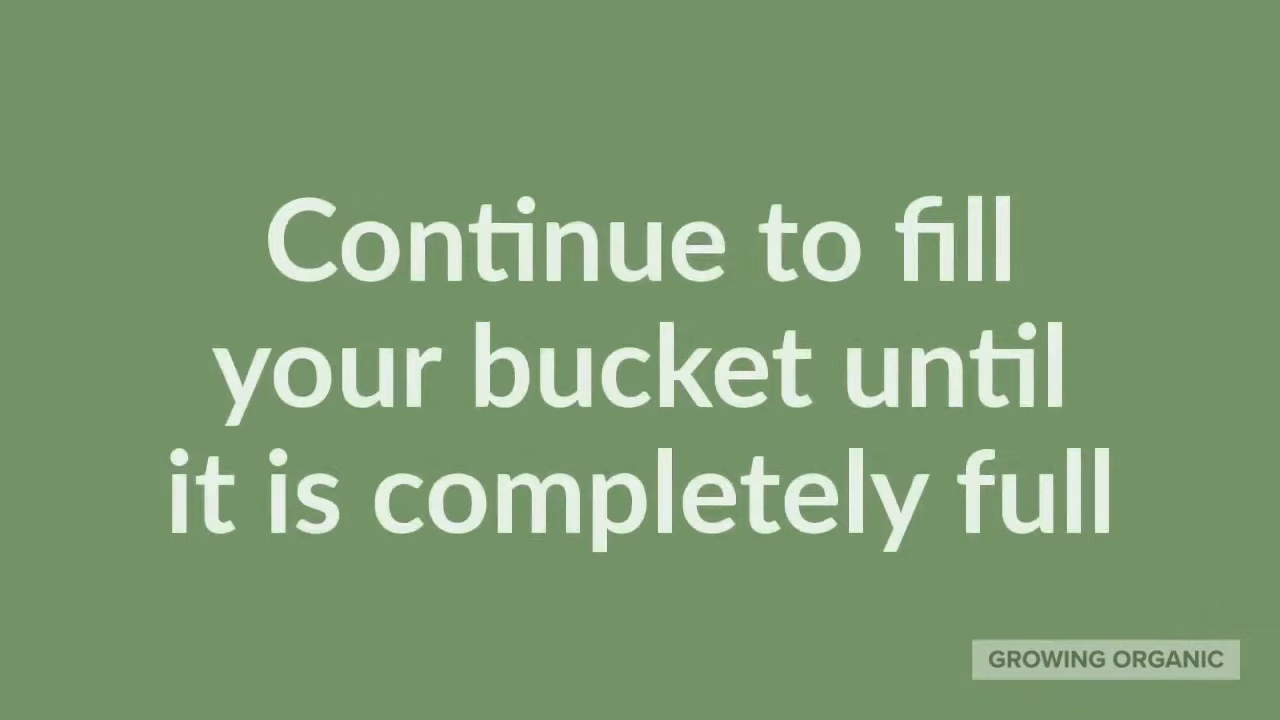 Continue to fill
your bucket until
it is completely full
GROWING ORGANIC